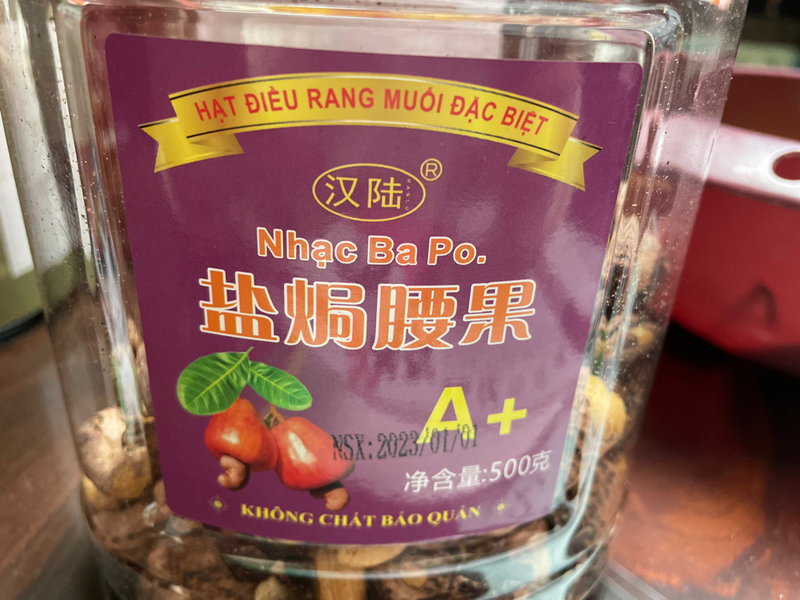 HẠT ĐIỀU RANG MUỐI ĐẶC BIỆT
汉陆®
HANLU
Nhạc Ba Po.
盐焗腰果
A+
NSX: 2023/01/01
净含量:500克
KHÔNG CHẤT BẢO QUẢN